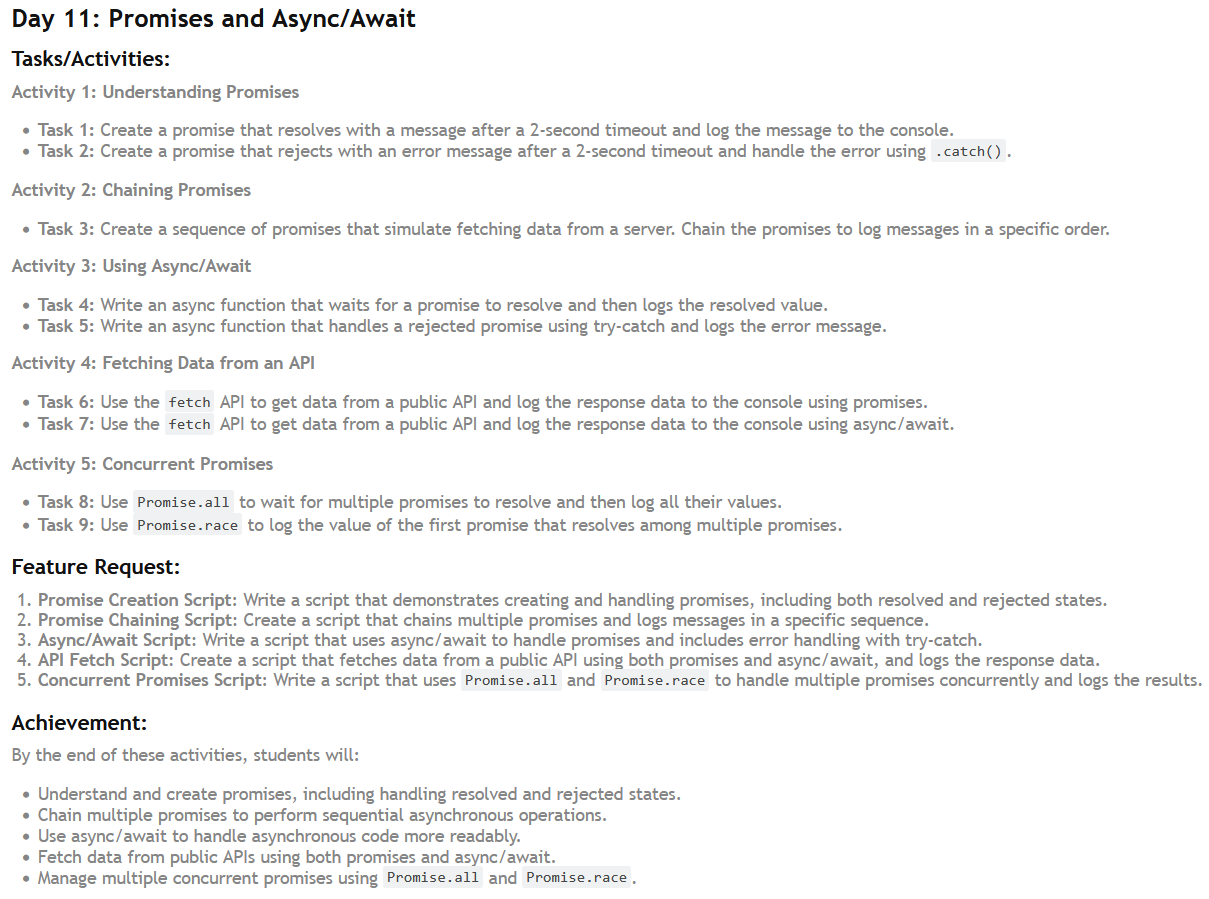 Day 11: Promises and Async/Await
Tasks/Activities:
Activity 1: Understanding Promises
• Task 1: Create a promise that resolves with a message after a 2-second timeout and log the message to the console.
• Task 2: Create a promise that rejects with an error message after a 2-second timeout and handle the error using .catch().
Activity 2: Chaining Promises
• Task 3: Create a sequence of promises that simulate fetching data from a server. Chain the promises to log messages in a specific order.
Activity 3: Using Async/Await
• Task 4: Write an async function that waits for a promise to resolve and then logs the resolved value.
• Task 5: Write an async function that handles a rejected promise using try-catch and logs the error message.
Activity 4: Fetching Data from an API
• Task 6: Use the fetch API to get data from a public API and log the response data to the console using promises.
• Task 7: Use the fetch API to get data from a public API and log the response data to the console using async/await.
Activity 5: Concurrent Promises
• Task 8: Use Promise.all to wait for multiple promises to resolve and then log all their values.
• Task 9: Use Promise.race to log the value of the first promise that resolves among multiple promises.
Feature Request:
1. Promise Creation Script: Write a script that demonstrates creating and handling promises, including both resolved and rejected states.
2. Promise Chaining Script: Create a script that chains multiple promises and logs messages in a specific sequence.
3. Async/Await Script: Write a script that uses async/await to handle promises and includes error handling with try-catch.
4. API Fetch Script: Create a script that fetches data from a public API using both promises and async/await, and logs the response data.
5. Concurrent Promises Script: Write a script that uses Promise.all and Promise.race to handle multiple promises concurrently and logs the results.
Achievement:
By the end of these activities, students will:
• Understand and create promises, including handling resolved and rejected states.
• Chain multiple promises to perform sequential asynchronous operations.
• Use async/await to handle asynchronous code more readably.
• Fetch data from public APIs using both promises and async/await.
• Manage multiple concurrent promises using Promise.all and Promise.race.